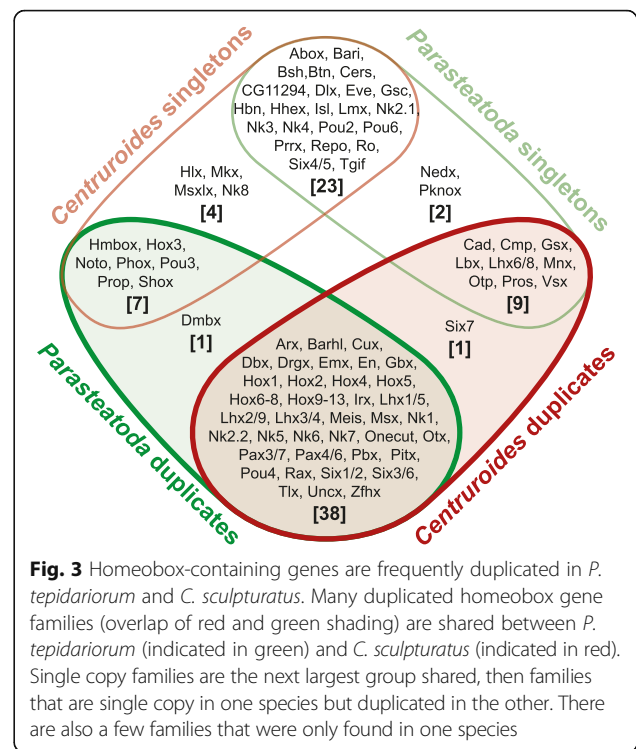 Centruroides singletons
Parasteatoda singletons
Abox, Bari,
Bsh,Btn, Cers,
CG11294, Dlx, Eve, Gsc,
Hbn, Hhex, Isl, Lmx, Nk2.1,
Nk3, Nk4, Pou2, Pou6,
Prrx, Repo, Ro,
Six4/5, Tgif
[23]
Hlx, Mkx,
Msxlx, Nk8
[4]
Nedx,
Pknox
[2]
Hmbox, Hox3,
Noto, Phox, Pou3,
Prop, Shox
[7]
Cad, Cmp, Gsx,
Lbx, Lhx6/8, Mnx,
Otp, Pros, Vsx
[9]
Dmbx
[1]
Six7
[1]
Arx, Barhl, Cux,
Dbx, Drgx, Emx, En, Gbx,
Hox1, Hox2, Hox4, Hox5,
Hox6-8, Hox9-13, Irx, Lhx1/5,
Lhx2/9, Lhx3/4, Meis, Msx, Nk1,
Nk2.2, Nk5, Nk6, Nk7, Onecut, Otx,
Pax3/7, Pax4/6, Pbx, Pitx,
Pou4, Rax, Six1/2, Six3/6,
Tlx, Uncx, Zfhx
[38]
Parasteatoda duplicates
Centruroides duplicates
Fig. 3 Homeobox-containing genes are frequently duplicated in P.
tepidariorum and C. sculpturatus. Many duplicated homeobox gene
families (overlap of red and green shading) are shared between P.
tepidariorum (indicated in green) and C. sculpturatus (indicated in red).
Single copy families are the next largest group shared, then families
that are single copy in one species but duplicated in the other. There
are also a few families that were only found in one species